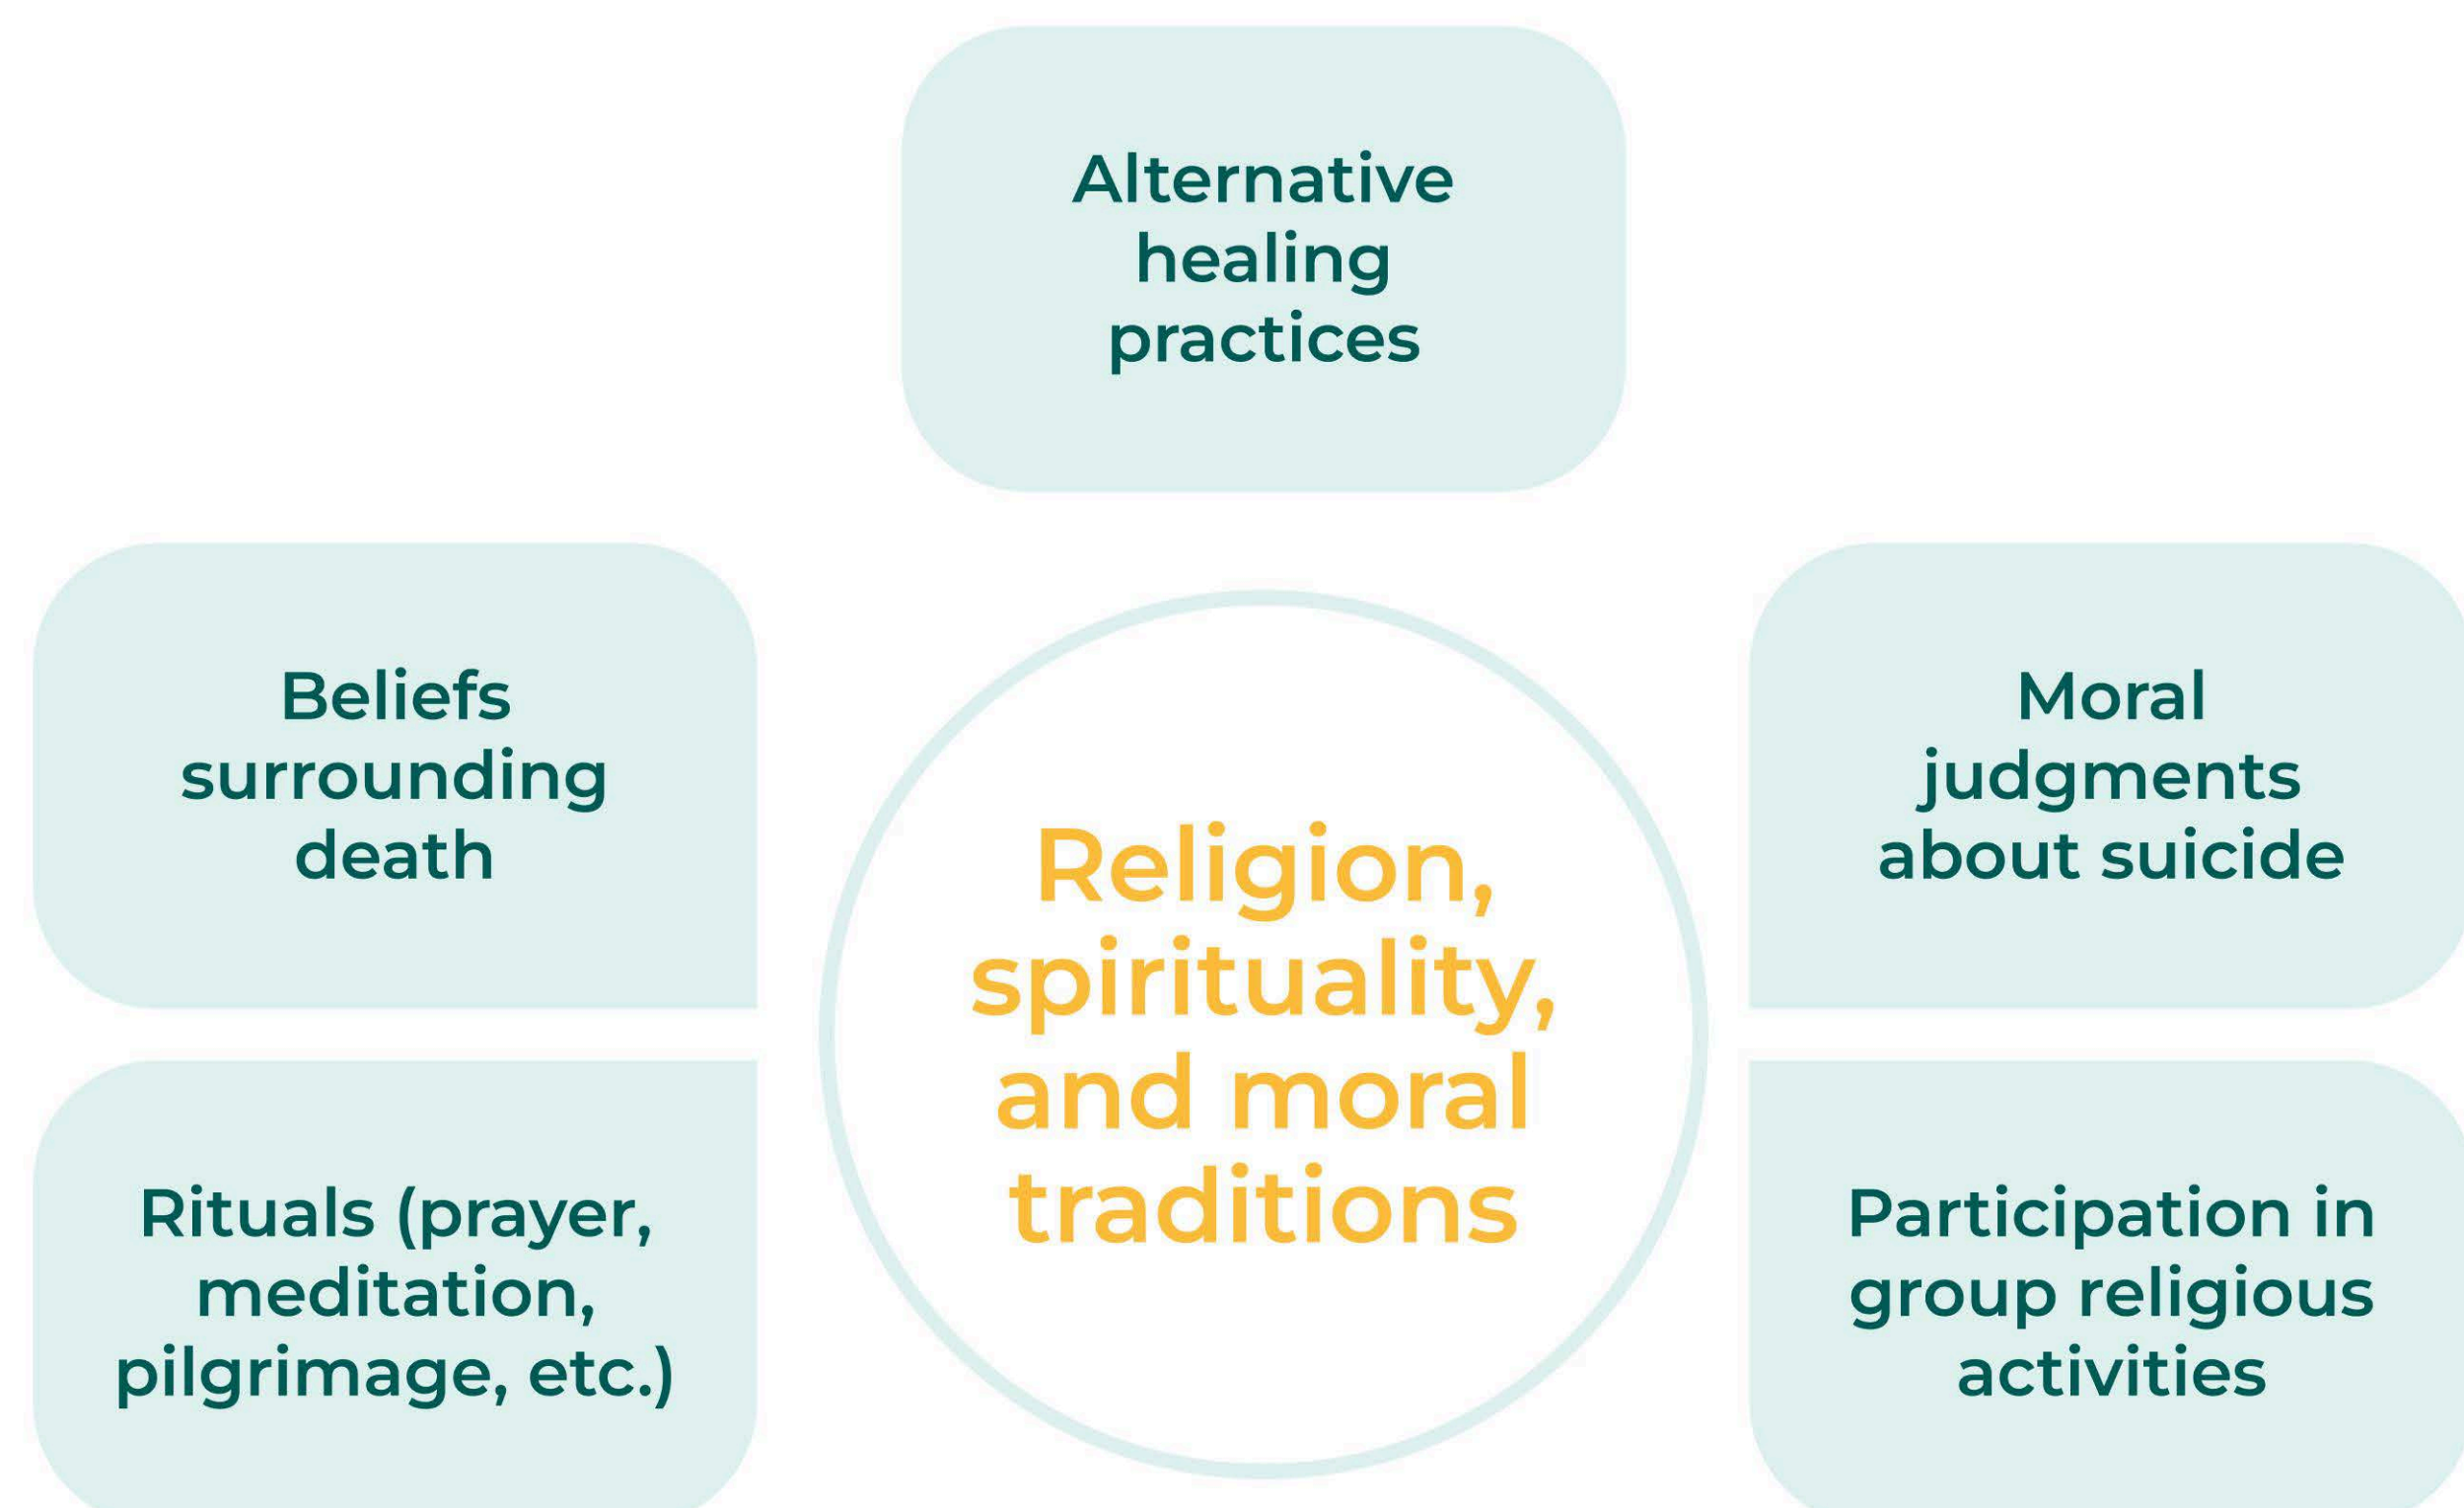 Alternative
healing
practices
Beliefs
surrounding
death
Moral
judgments
about suicide
Religion,
spirituality,
and moral
traditions
Rituals (prayer,
meditation,
pilgrimage, etc.)
Participation in
group religious
activities